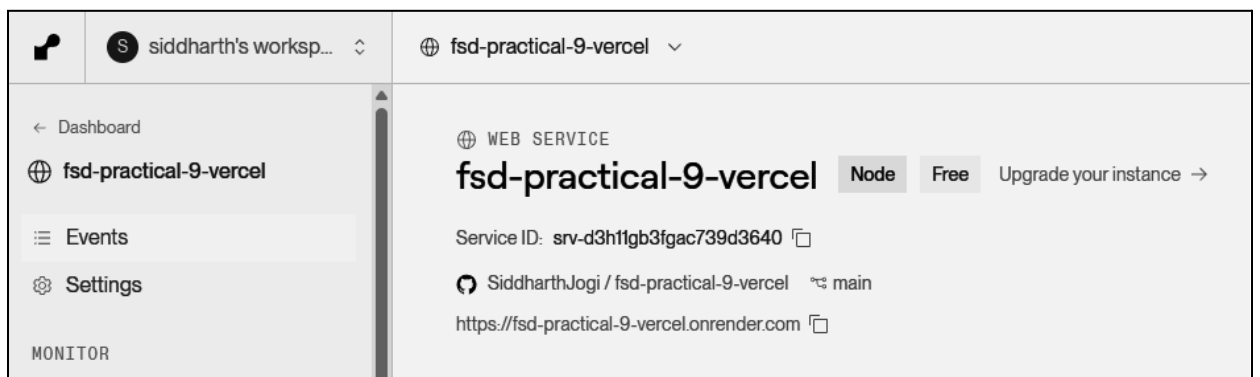 S siddharth's worksp...
fsd-practical-9-vercel
← Dashboard
fsd-practical-9-vercel
Events
Settings
MONITOR
WEB SERVICE
fsd-practical-9-vercel Node Free Upgrade your instance →
Service ID: srv-d3h11gb3fgac739d3640
SiddharthJogi / fsd-practical-9-vercel main
https://fsd-practical-9-vercel.onrender.com